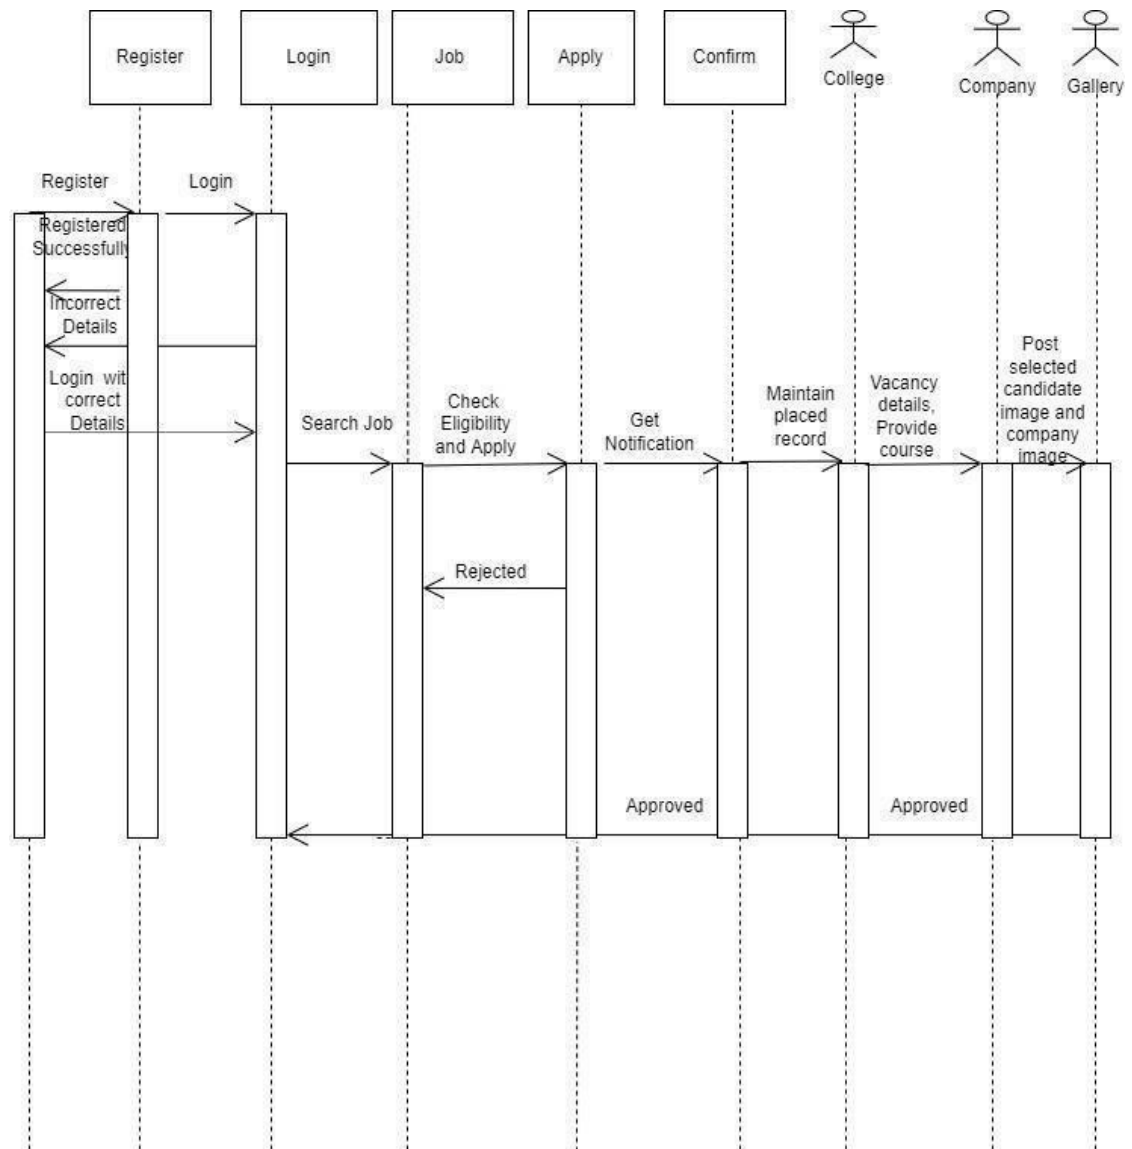 Register
Login
Job
Apply
Confirm
College
Company
Gallery
Register
Login
Registered
Successfully
Incorrect
Details
Login wit
correct
Details
Search Job
Check
Eligibility
and Apply
Get
Notification
Maintain
placed
record
Vacancy
details,
Provide
course
Post
selected
candidate
image and
company
image
Rejected
Approved
Approved